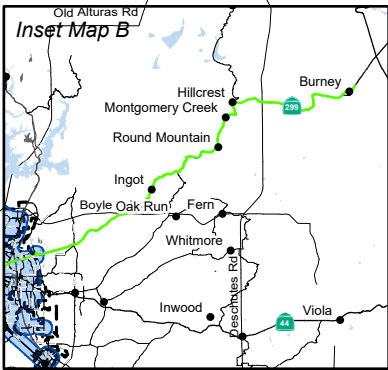 Old Alturas Rd
Inset Map B
Burney
Hillcrest
299
Montgomery Creek
Round Mountain
Ingot
Boyle Oak Run
Fern
Whitmore
Deschutes Rd
Inwood
44
Viola